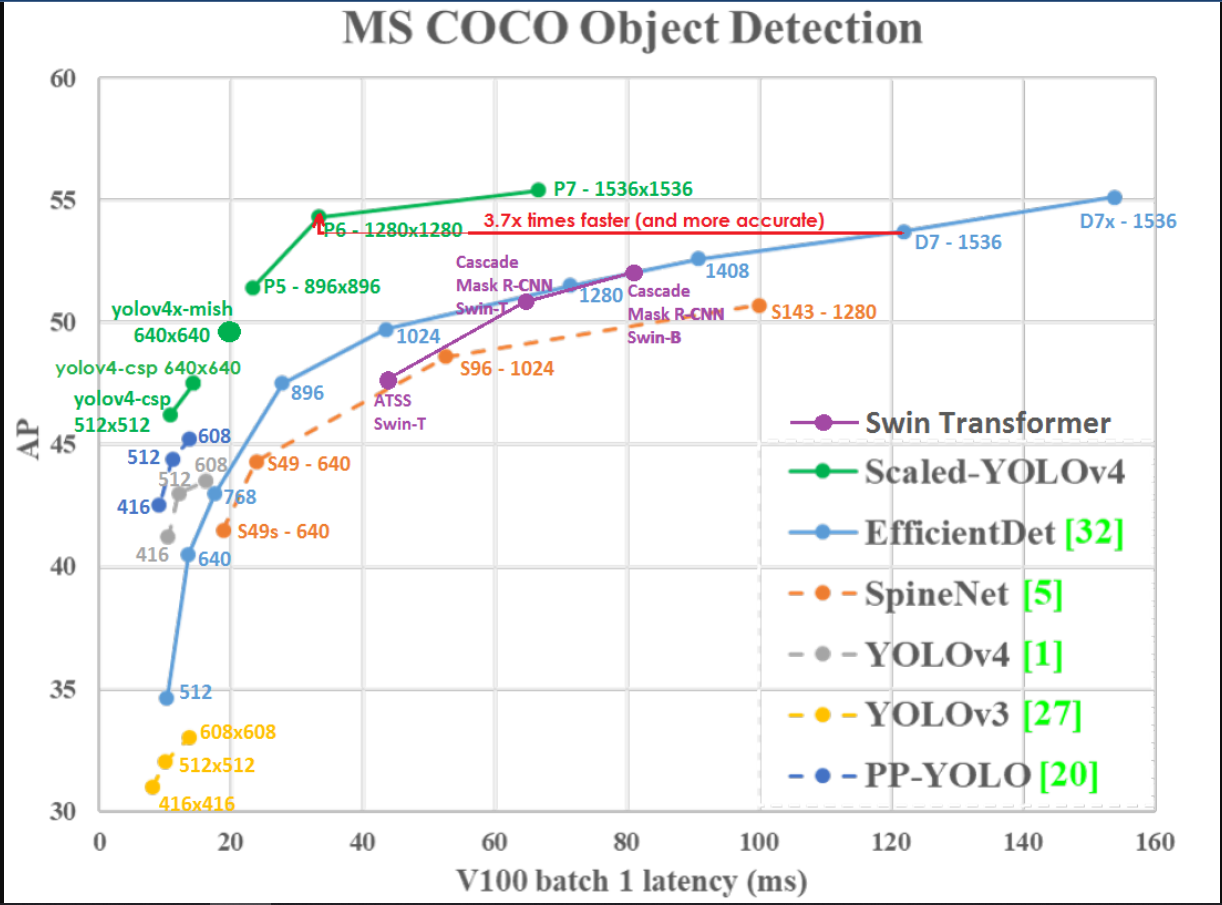 MS COCO Object Detection
60
55
50
45
40
35
30
AP
0
20
40
60
80
100
120
140
160
V100 batch 1 latency (ms)
P7 - 1536x1536
3.7x times faster (and more accurate)
P6 - 1280x1280
D7x - 1536
D7 - 1536
Cascade
Mask R-CNN
Swin-T
1408
P5 - 896x896
1280
Cascade
Mask R-CNN
Swin-B
yolov4x-mish
640x640
S143 - 1280
1024
yolov4-csp 640x640
S96 - 1024
yolov4-csp
512x512
896
ATSS
Swin-T
608
512
608
512
S49 - 640
416
768
S49s - 640
416
640
512
608x608
512x512
416x416
Swin Transformer
Scaled-YOLOv4
EfficientDet [32]
SpineNet [5]
YOLOv4 [1]
YOLOv3 [27]
PP-YOLO [20]